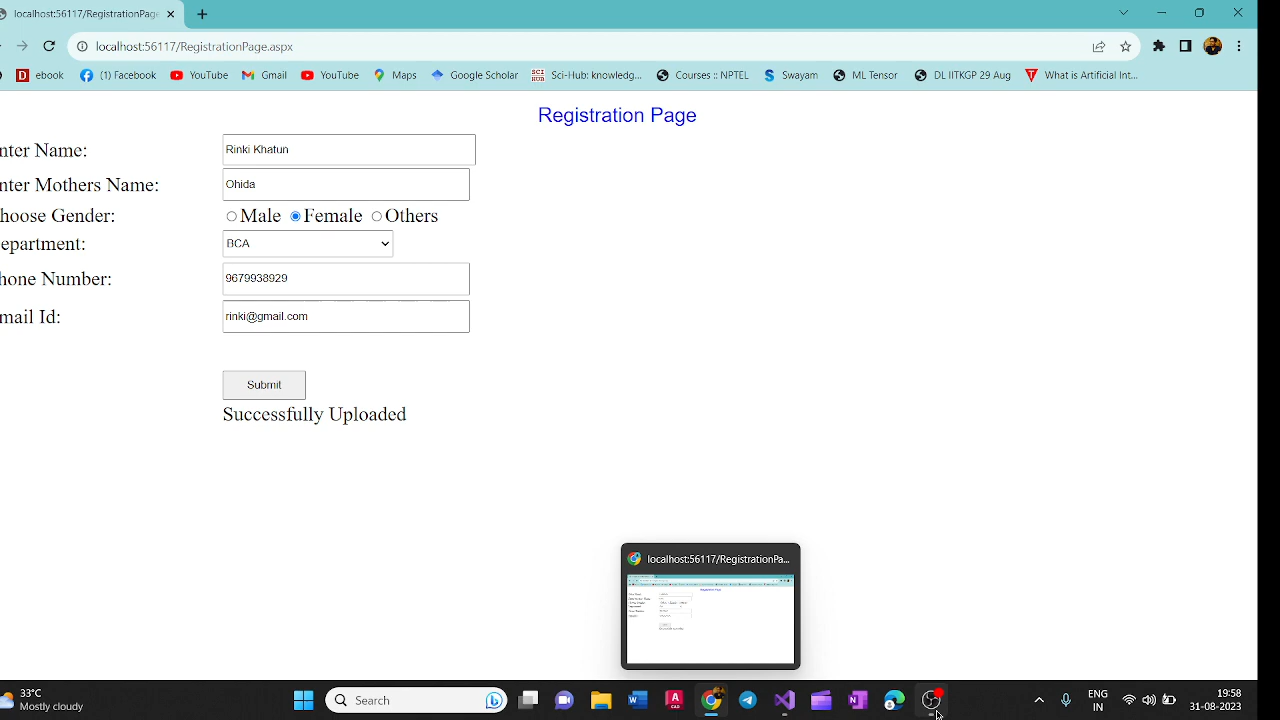 localhost:56117/RegistrationPage
localhost:56117/RegistrationPage.aspx
ebook
(1) Facebook
YouTube
Gmail
YouTube
Maps
Google Scholar
SCI HUB
Sci-Hub: knowledg...
Courses :: NPTEL
Swayam
ML Tensor
DL IITKGP 29 Aug
What is Artificial Int...
Registration Page
nter Name: Rinki Khatun
nter Mothers Name: Ohida
hoose Gender: Male Female Others
epartment: BCA
hone Number: 9679938929
mail Id: rinki@gmail.com
Submit
Successfully Uploaded
localhost:56117/RegistrationPa...
33°C
Mostly cloudy
Search
ENG
IN
19:58
31-08-2023